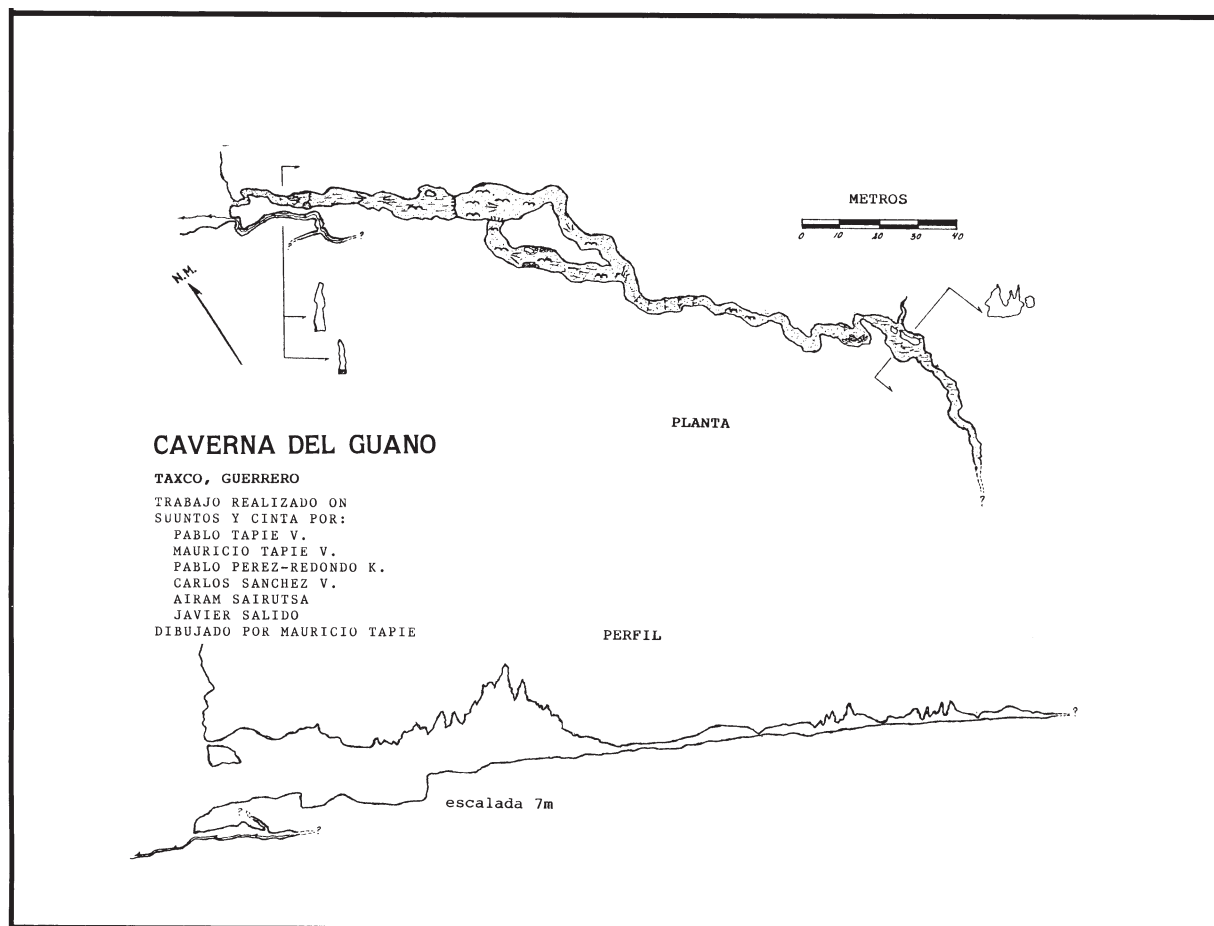 METROS
0 10 20 30 40
N.M.
?
?
?
PLANTA
CAVERNA DEL GUANO
TAXCO, GUERRERO
TRABAJO REALIZADO ON
SUUNTOS Y CINTA POR:
PABLO TAPIE V.
MAURICIO TAPIE V.
PABLO PEREZ-REDONDO K.
CARLOS SANCHEZ V.
AIRAM SAIRUTSA
JAVIER SALIDO
DIBUJADO POR MAURICIO TAPIE
PERFIL
?
escalada 7m
?
?